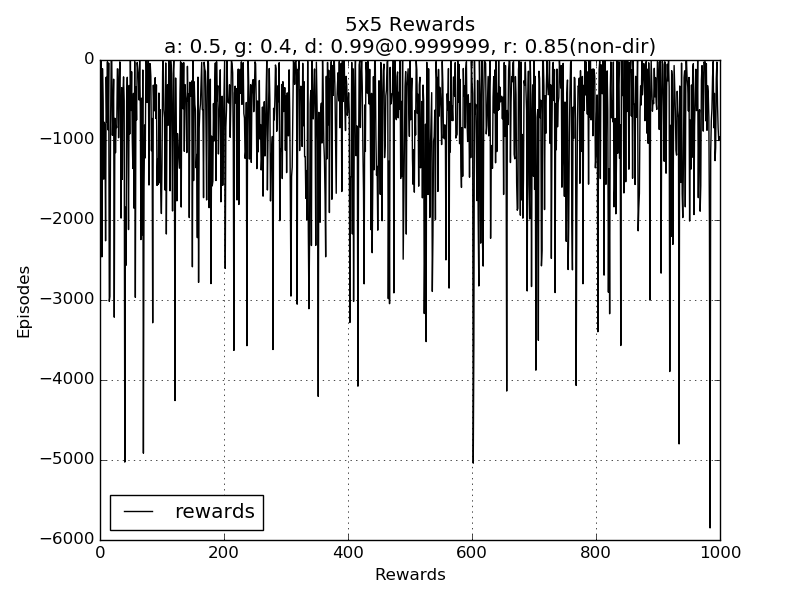 5x5 Rewards
a: 0.5, g: 0.4, d: 0.99@0.999999, r: 0.85(non-dir)
0
−1000
−2000
−3000
−4000
−5000
−6000
Episodes
rewards
0 200 400 600 800 1000
Rewards